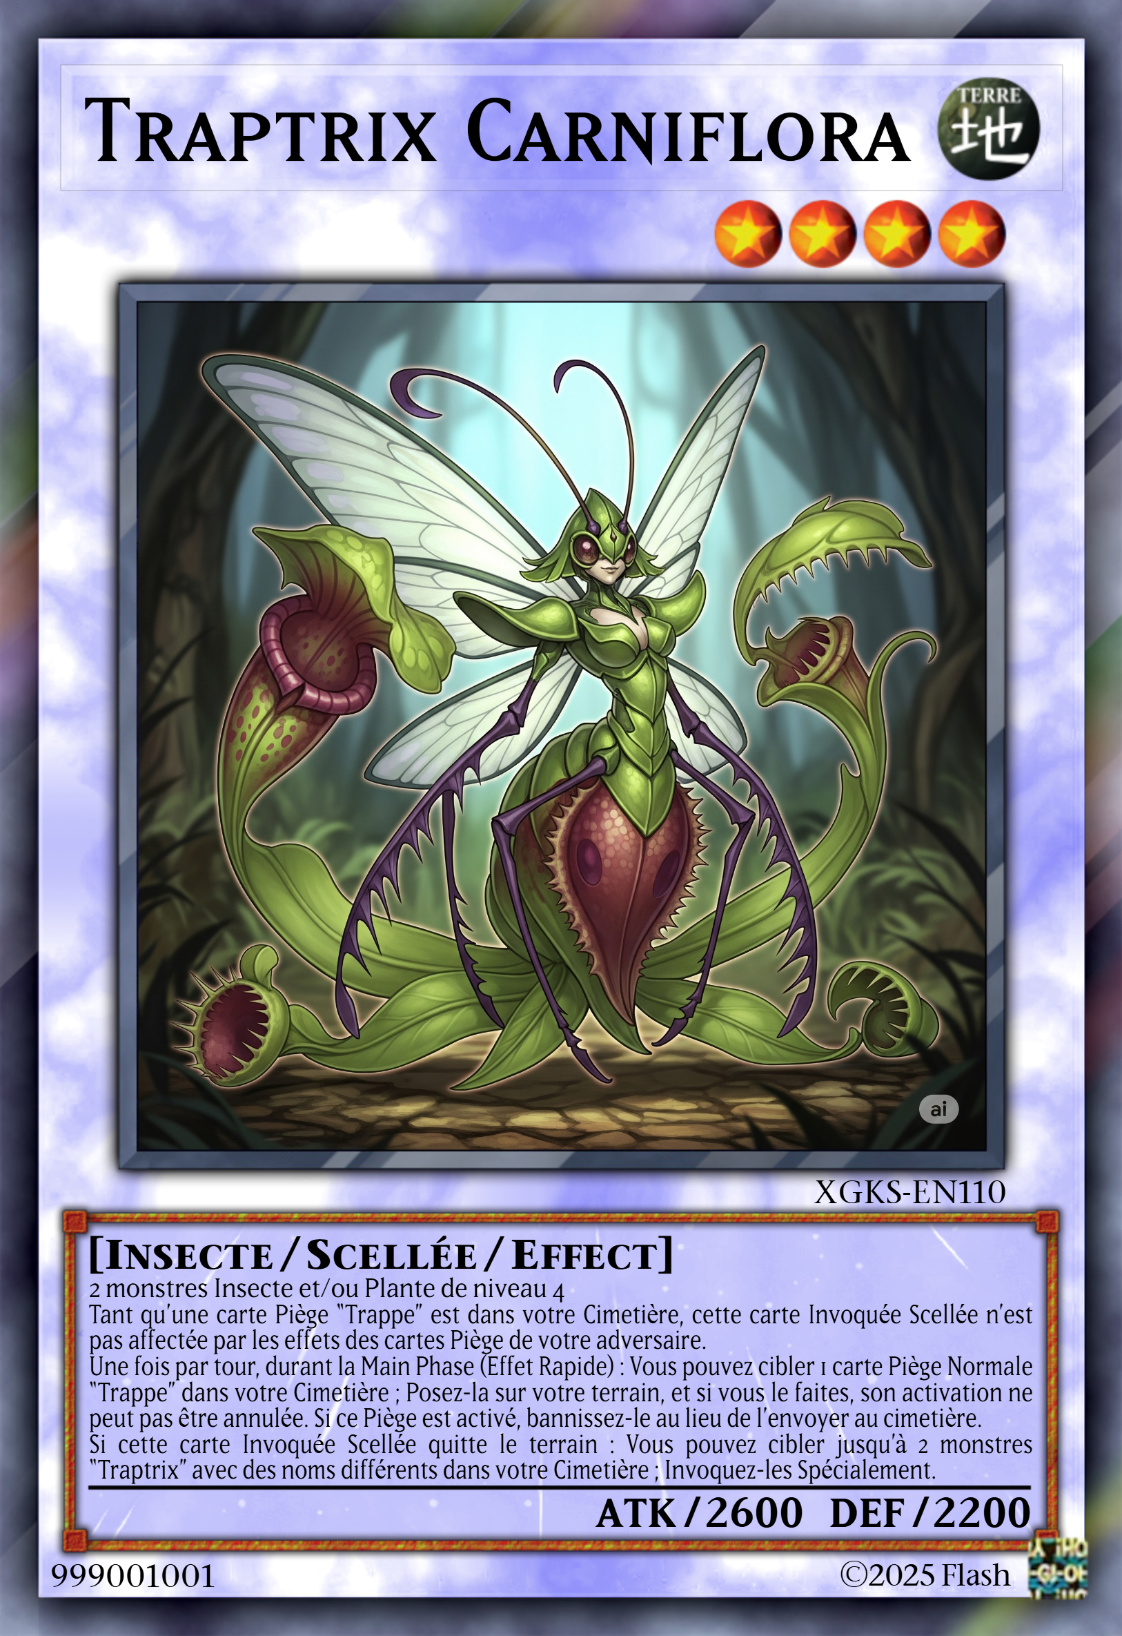 Traptrix Carniflora
TERRE
地
XGKS-EN110
[Insecte/Scellée/Effect]
2 monstres Insecte et/ou Plante de niveau 4
Tant qu'une carte Piège "Trappe" est dans votre Cimetière, cette carte Invoquée Scellée n'est
pas affectée par les effets des cartes Piège de votre adversaire.
Une fois par tour, durant la Main Phase (Effet Rapide) : Vous pouvez cibler 1 carte Piège Normale
"Trappe" dans votre Cimetière ; Posez-la sur votre terrain, et si vous le faites, son activation ne
peut pas être annulée. Si ce Piège est activé, bannissez-le au lieu de l'envoyer au cimetière.
Si cette carte Invoquée Scellée quitte le terrain : Vous pouvez cibler jusqu'à 2 monstres
"Traptrix" avec des noms différents dans votre Cimetière ; Invoquez-les Spécialement.
ATK/2600 DEF/2200
999001001
©2025 Flash
ai